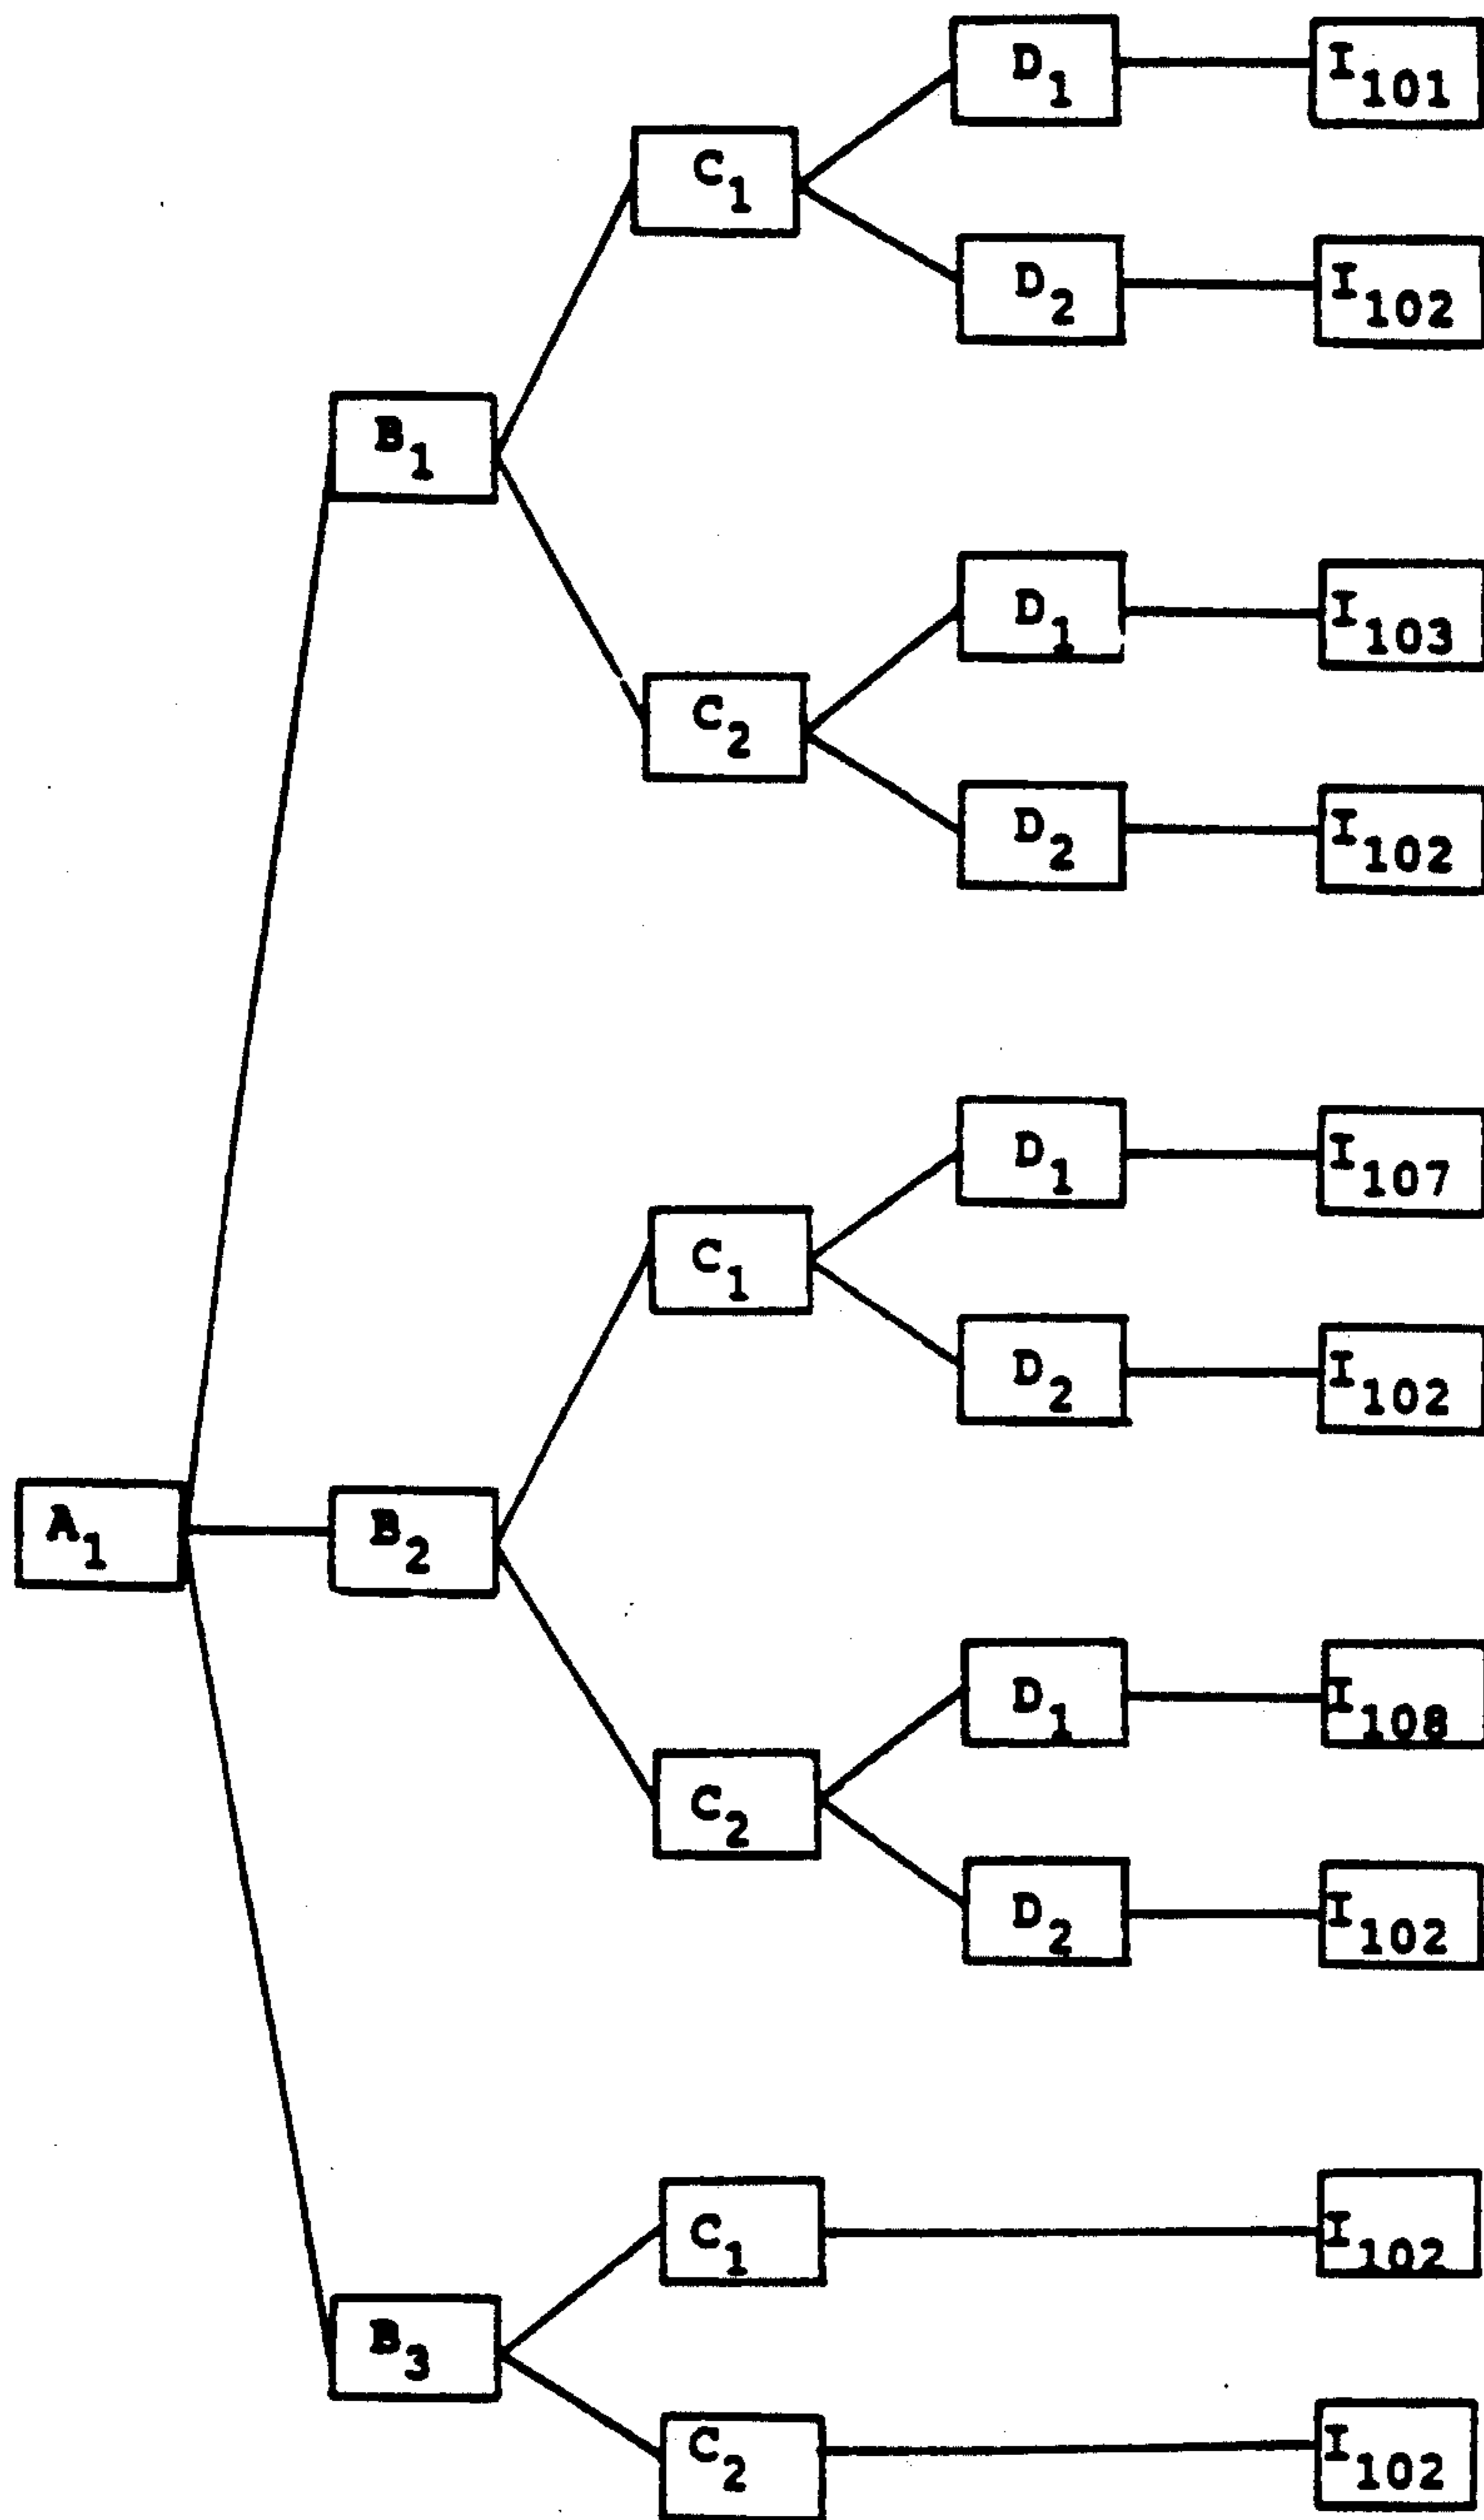 D₁ I₁₀₁
C₁
D₂ I₁₀₂
B₁
D₁ I₁₀₃
C₂
D₂ I₁₀₂
D₁ I₁₀₇
C₁
D₂ I₁₀₂
A₁ B₂
D₁ I₁₀₈
C₂
D₂ I₁₀₂
C₁ I₁₀₂
B₃
C₂ I₁₀₂